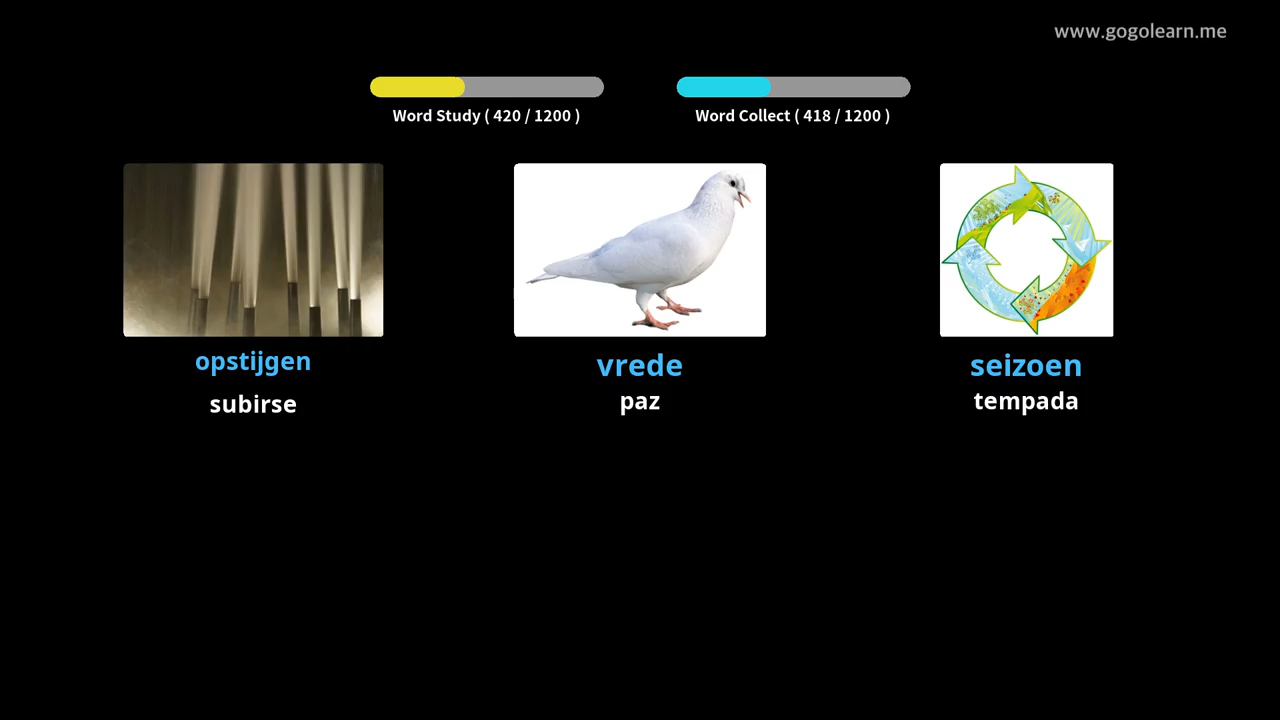 www.gogolearn.me
Word Study ( 420 / 1200 )
Word Collect ( 418 / 1200 )
opstijgen
vrede
seizoen
subirse
paz
tempada